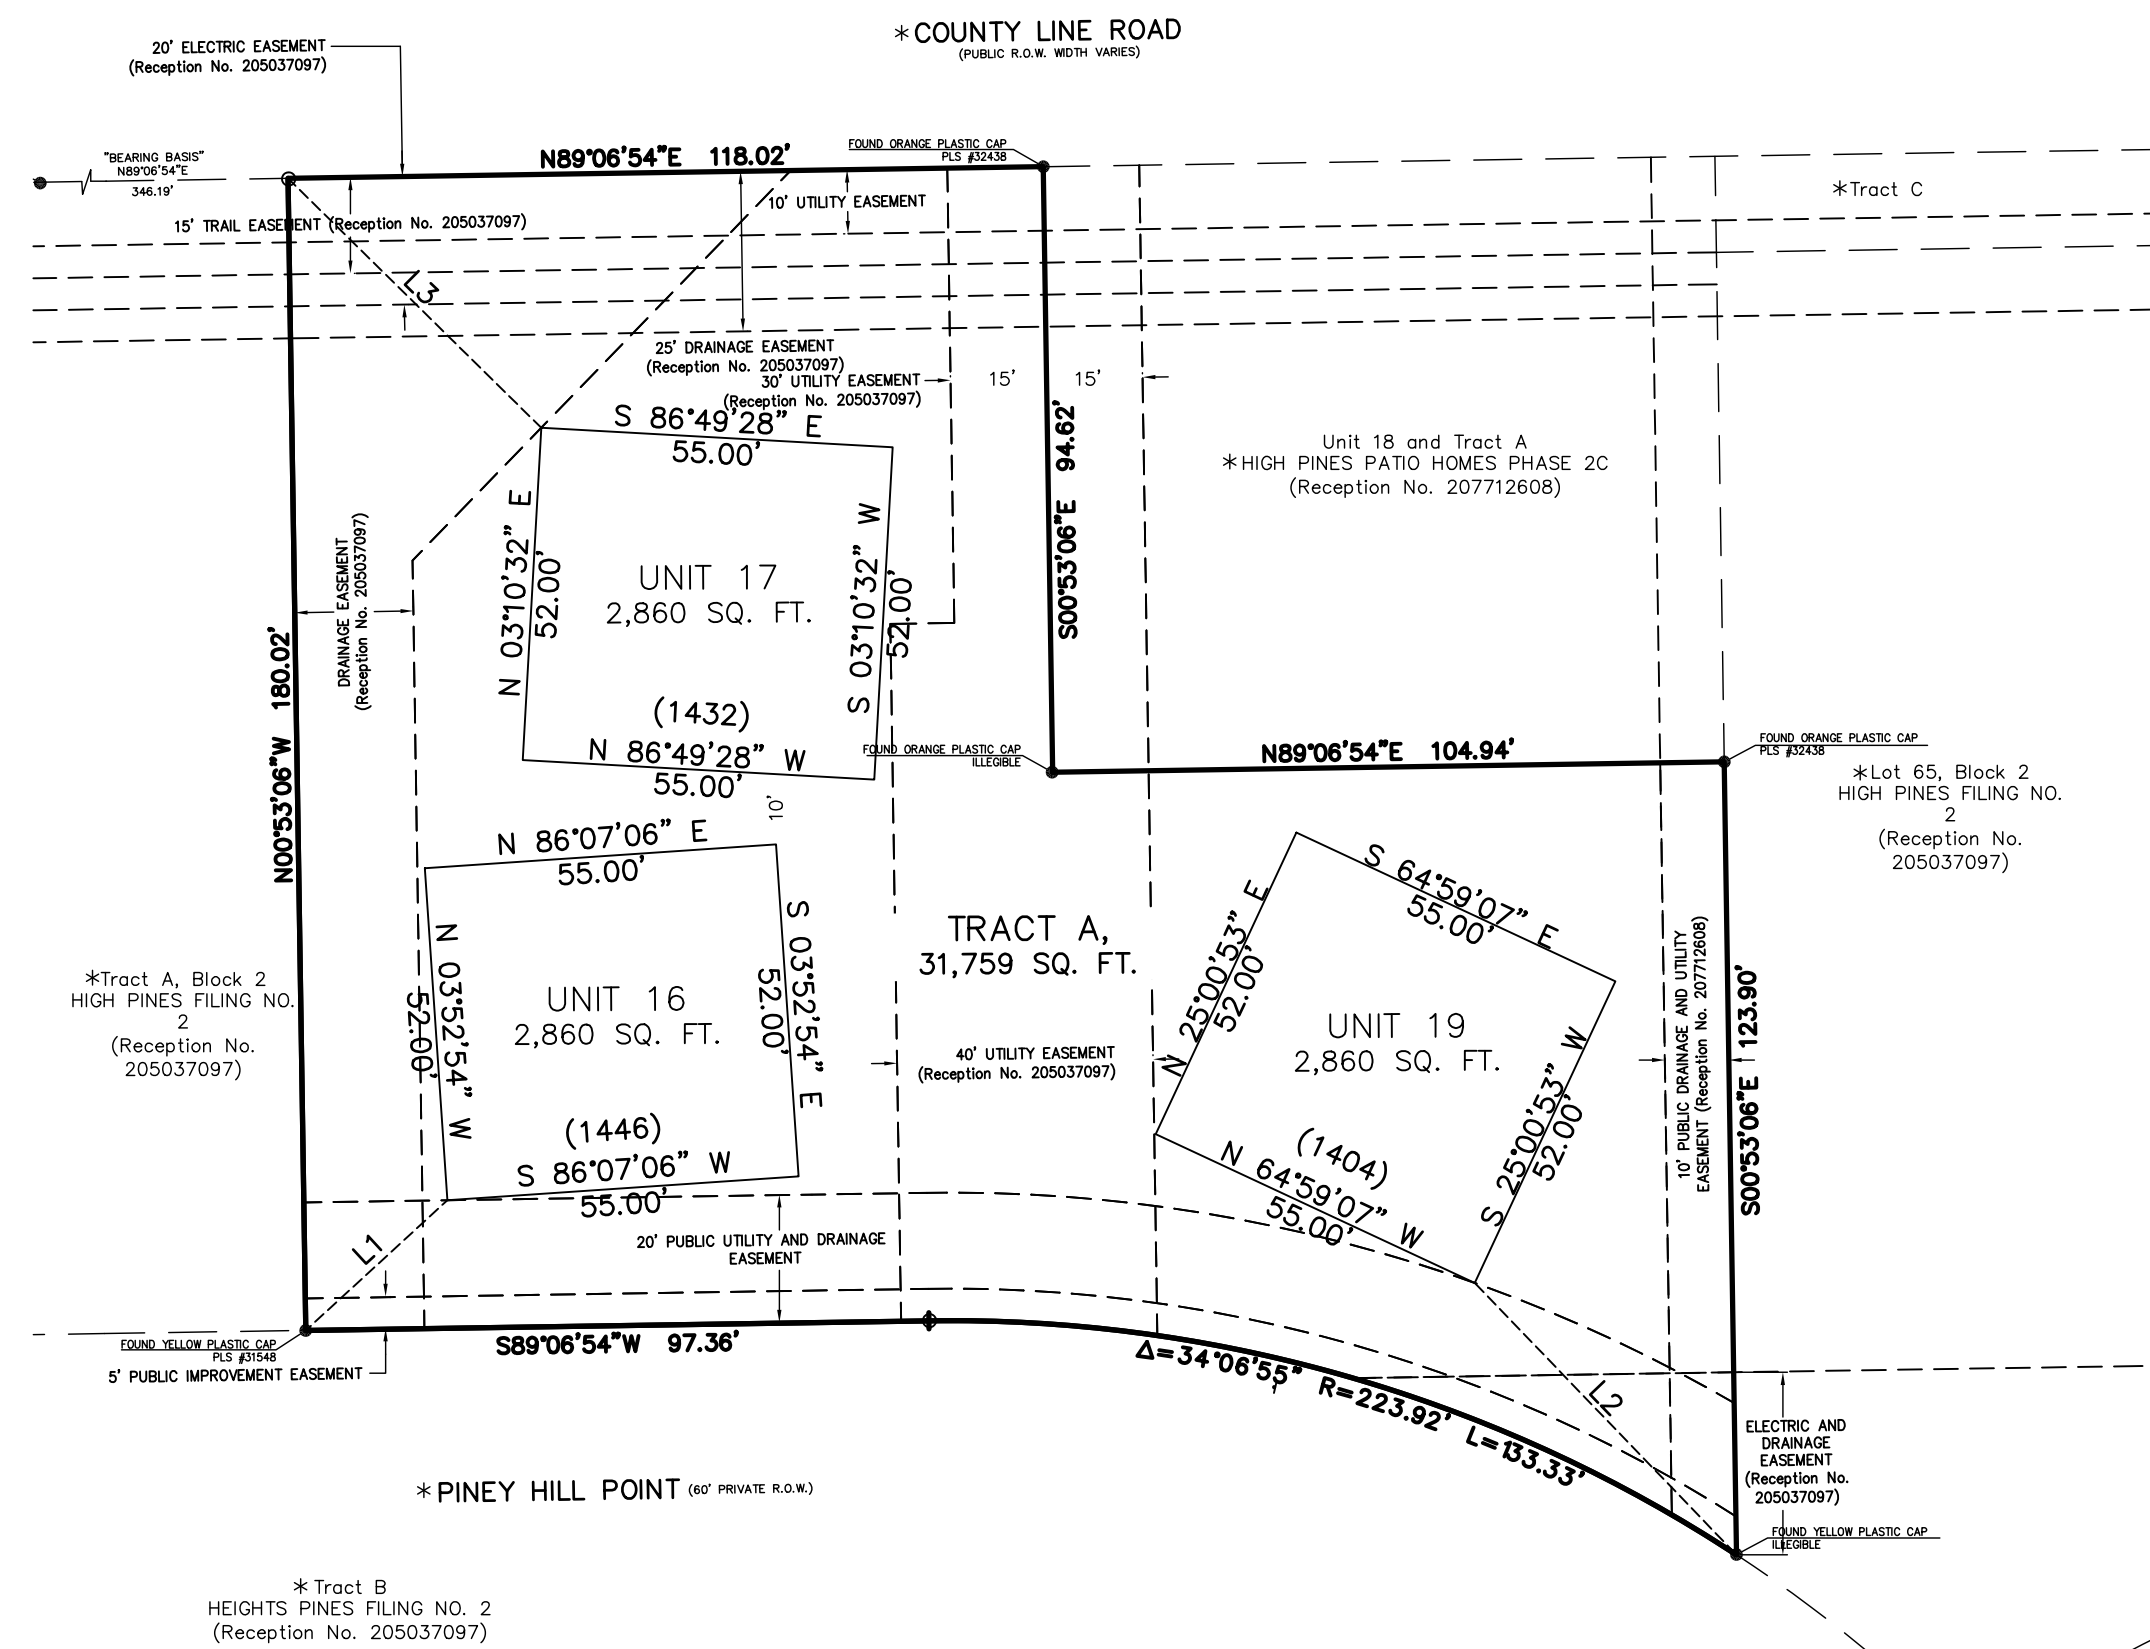 *COUNTY LINE ROAD
(PUBLIC R.O.W. WIDTH VARIES)
20' ELECTRIC EASEMENT
(Reception No. 205037097)
"BEARING BASIS"
N89°06'54"E
346.19'
N89°06'54"E 118.02'
FOUND ORANGE PLASTIC CAP
PLS #32438
*Tract C
15' TRAIL EASEMENT (Reception No. 205037097)
10' UTILITY EASEMENT
L3
25' DRAINAGE EASEMENT
(Reception No. 205037097)
30' UTILITY EASEMENT
(Reception No. 205037097)
15'
15'
S 86°49'28" E
55.00'
S00°53'06"E 94.62'
Unit 18 and Tract A
*HIGH PINES PATIO HOMES PHASE 2C
(Reception No. 207712608)
DRAINAGE EASEMENT
(Reception No. 205037097)
N 03°10'32" E
52.00'
S 03°10'32" W
52.00'
UNIT 17
2,860 SQ. FT.
(1432)
N 86°49'28" W
55.00'
10'
N00°53'06"W 180.02'
FOUND ORANGE PLASTIC CAP
ILLEGIBLE
N89°06'54"E 104.94'
FOUND ORANGE PLASTIC CAP
PLS #32438
*Lot 65, Block 2
HIGH PINES FILING NO.
2
(Reception No.
205037097)
N 86°07'06" E
55.00'
N 03°52'54" W
52.00'
S 03°52'54" E
52.00'
UNIT 16
2,860 SQ. FT.
(1446)
S 86°07'06" W
55.00'
*Tract A, Block 2
HIGH PINES FILING NO.
2
(Reception No.
205037097)
TRACT A,
31,759 SQ. FT.
40' UTILITY EASEMENT
(Reception No. 205037097)
S 64°59'07" E
55.00'
N 25°00'53" E
52.00'
UNIT 19
2,860 SQ. FT.
(1404)
N 64°59'07" W
55.00'
S 25°00'53" W
52.00'
10' PUBLIC DRAINAGE AND UTILITY
EASEMENT (Reception No. 207712608)
S00°53'06"E 123.90'
L1
20' PUBLIC UTILITY AND DRAINAGE
EASEMENT
FOUND YELLOW PLASTIC CAP
PLS #31548
5' PUBLIC IMPROVEMENT EASEMENT
S89°06'54"W 97.36'
Δ=34°06'55" R=223.92' L=133.33'
L2
ELECTRIC AND
DRAINAGE
EASEMENT
(Reception No.
205037097)
FOUND YELLOW PLASTIC CAP
ILLEGIBLE
*PINEY HILL POINT (60' PRIVATE R.O.W.)
*Tract B
HEIGHTS PINES FILING NO. 2
(Reception No. 205037097)